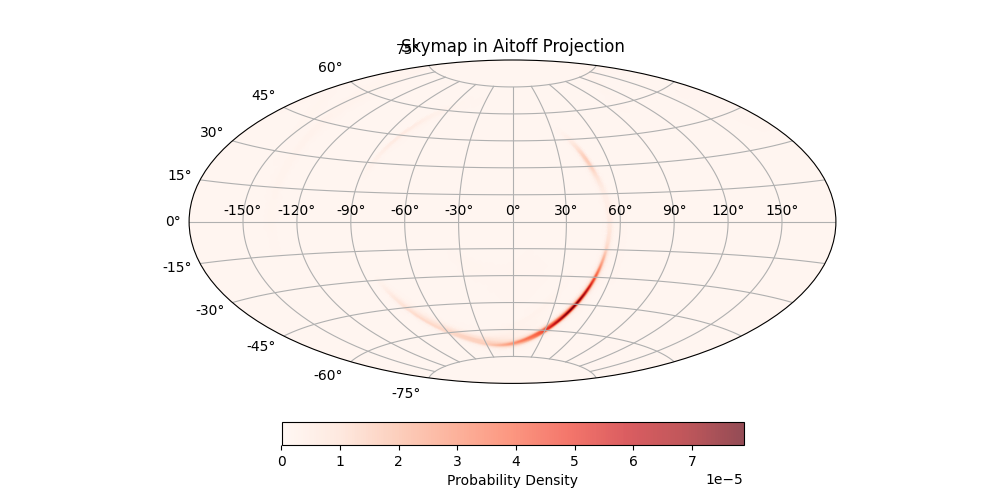 Skymap in Aitoff Projection
75°
60°
45°
30°
15°
-150° -120° -90° -60° -30° 0° 30° 60° 90° 120° 150°
0°
-15°
-30°
-45°
-60°
-75°
0 1 2 3 4 5 6 7
1e−5
Probability Density